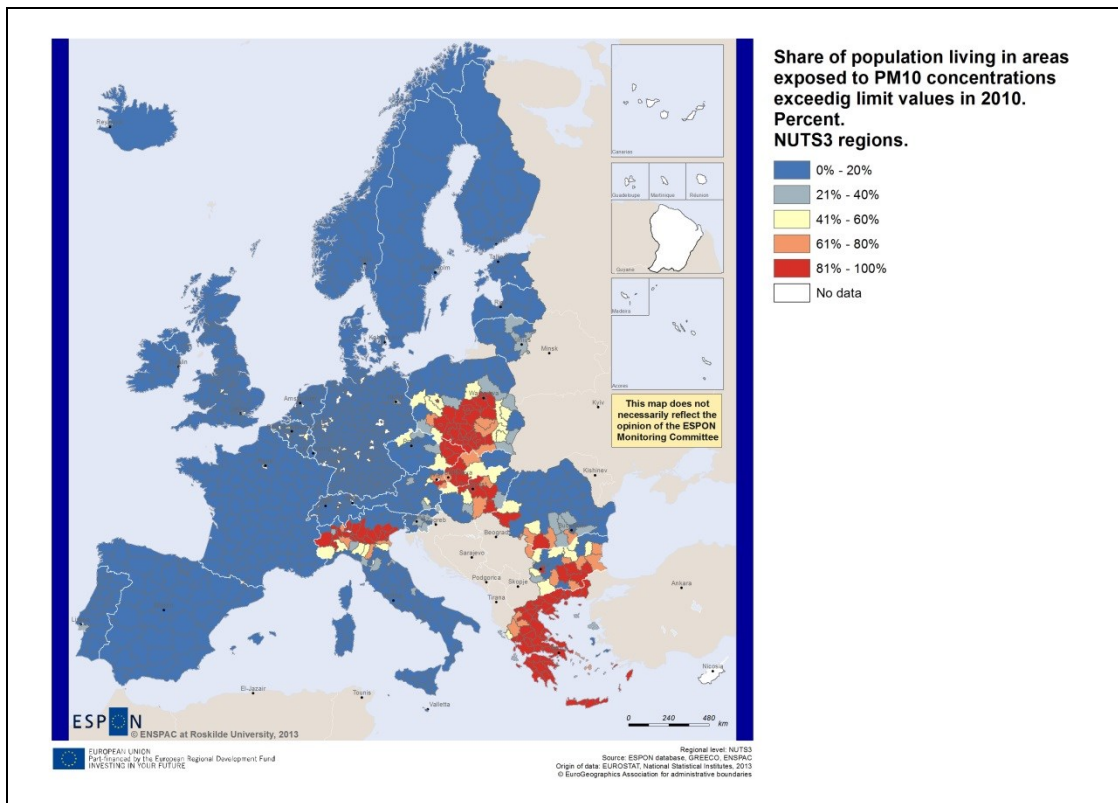 Share of population living in areas
exposed to PM10 concentrations
exceedig limit values in 2010.
Percent.
NUTS3 regions.
0% - 20%
21% - 40%
41% - 60%
61% - 80%
81% - 100%
No data
Canarias
Guadeloupe
Martinique
Réunion
Guyane
Madeira
Acores
This map does not
necessarily reflect the
opinion of the ESPON
Monitoring Committee
Minsk
Kyiv
Kishinev
Zagreb
Beograd
Sarajevo
Podgorica
Skopje
Tirana
Ankara
Nicosia
El-Jazair
Tounis
Valletta
0 240 480
km
ESPON
© ENSPAC at Roskilde University, 2013
EUROPEAN UNION
Part-financed by the European Regional Development Fund
INVESTING IN YOUR FUTURE
Regional level: NUTS3
Source: ESPON database, GREECO, ENSPAC
Origin of data: EUROSTAT, National Statistical Institutes, 2013
© EuroGeographics Association for administrative boundaries